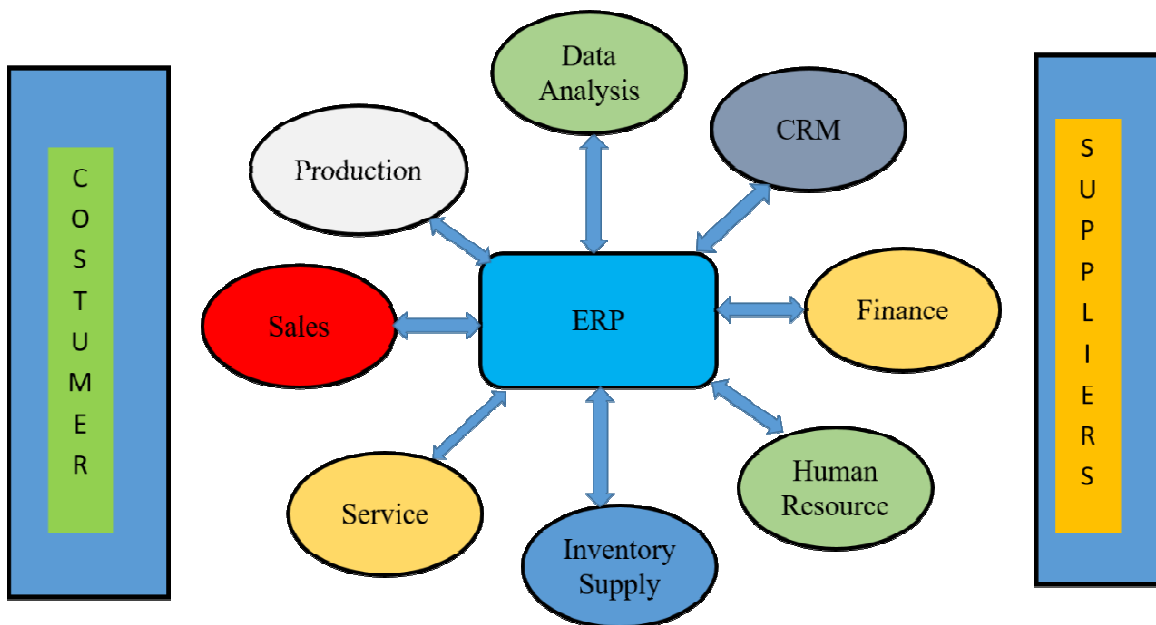 COSTUMER
Data
Analysis
CRM
Production
ERP
Sales
Finance
Service
Human
Resource
Inventory
Supply
SUPPLIERS